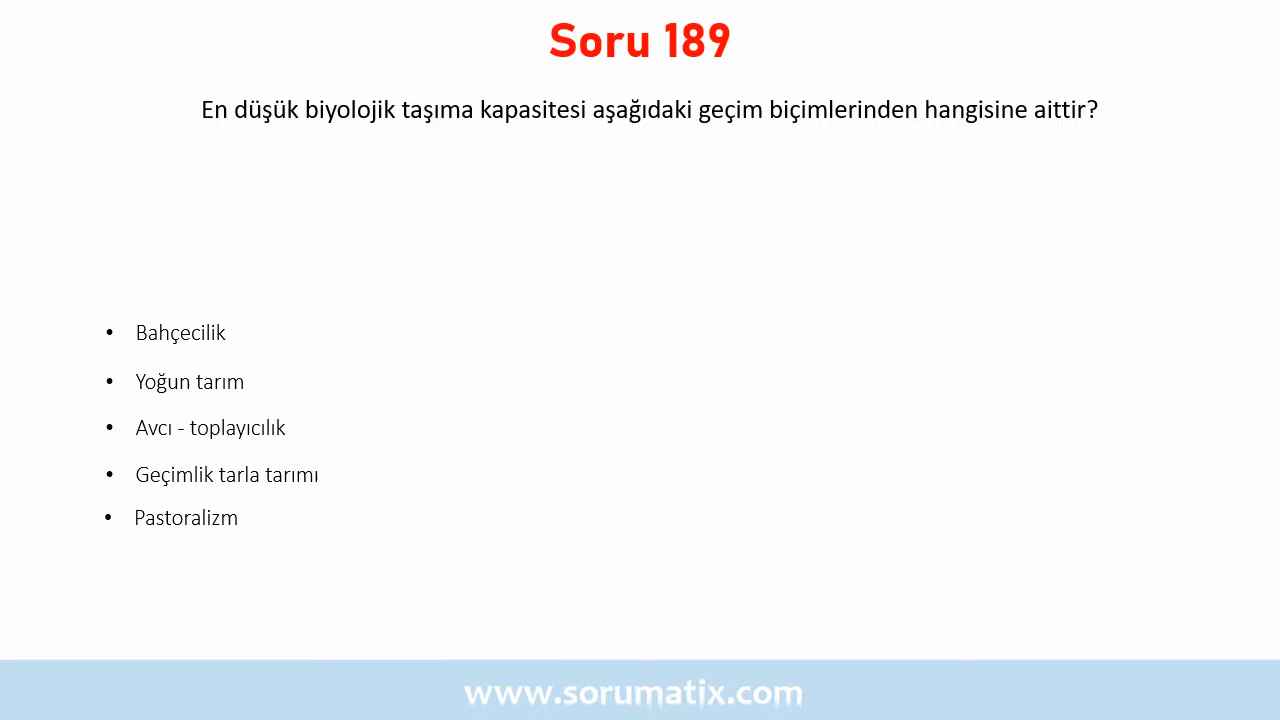 Soru 189
En düşük biyolojik taşıma kapasitesi aşağıdaki geçim biçimlerinden hangisine aittir?
• Bahçecilik
• Yoğun tarım
• Avcı - toplayıcılık
• Geçimlik tarla tarımı
• Pastoralizm
www.sorumatix.com